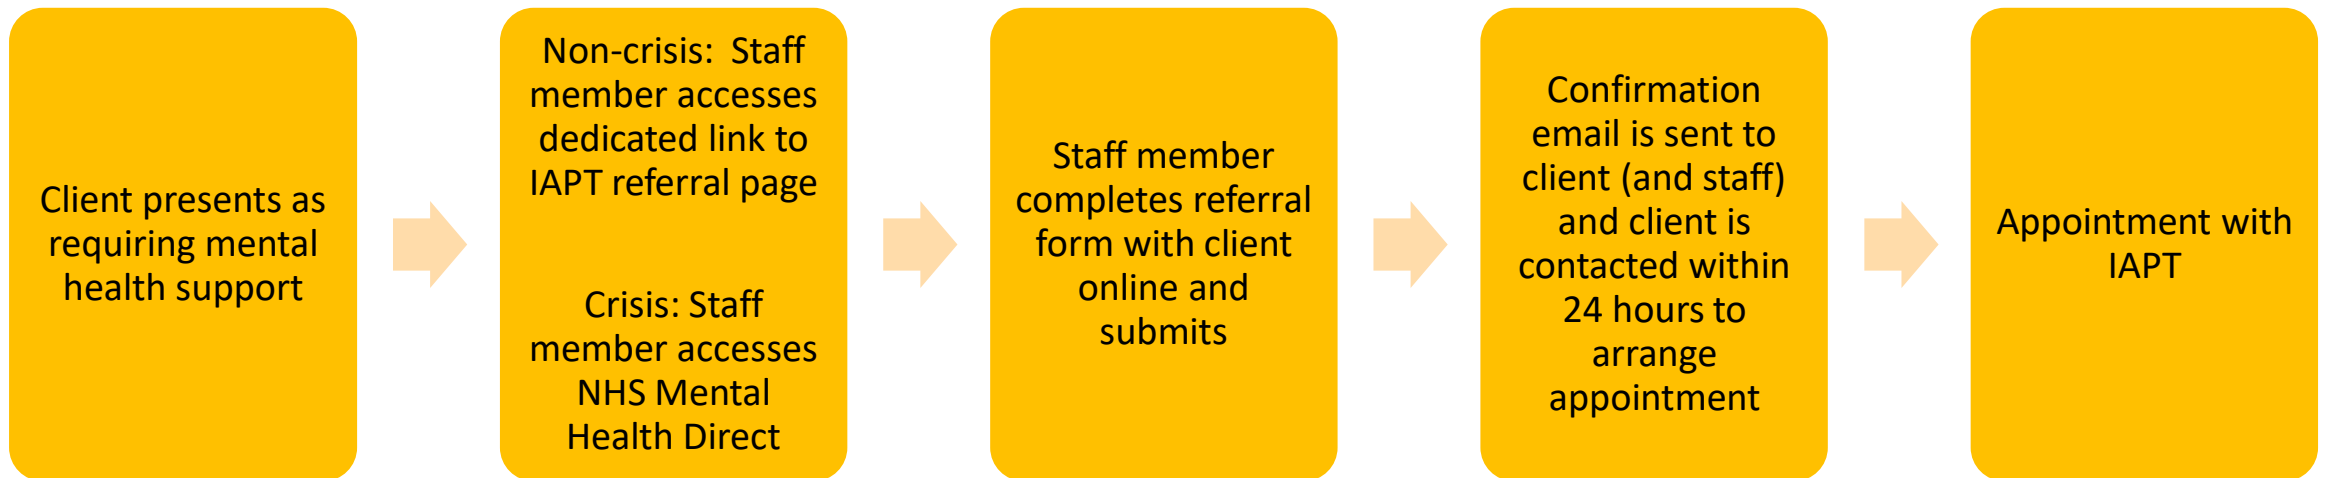 Client presents as
requiring mental
health support
Non-crisis:  Staff
member accesses
dedicated link to
IAPT referral page
Crisis: Staff
member accesses
NHS Mental
Health Direct
Staff member
completes referral
form with client
online and
submits
Confirmation
email is sent to
client (and staff)
and client is
contacted within
24 hours to
arrange
appointment
Appointment with
IAPT